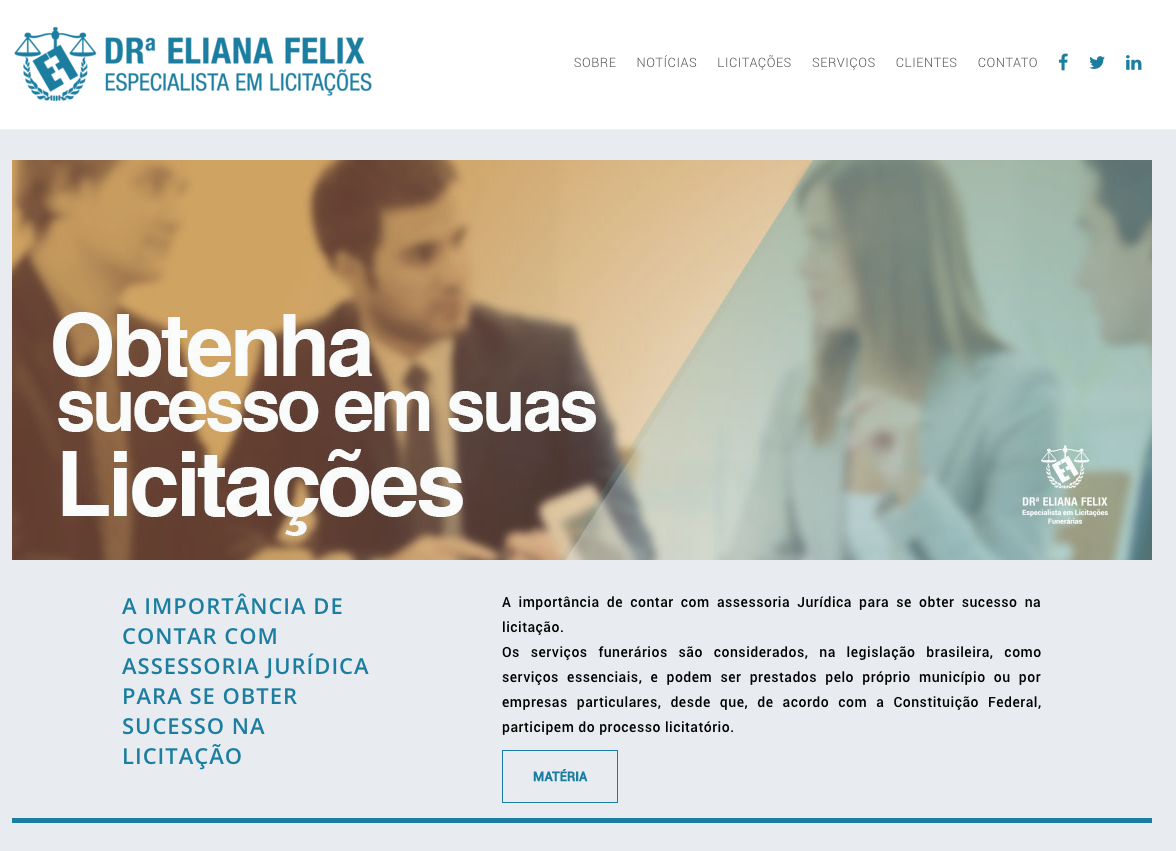 DRª ELIANA FELIX
ESPECIALISTA EM LICITAÇÕES
SOBRE NOTÍCIAS LICITAÇÕES SERVIÇOS CLIENTES CONTATO
Obtenha
sucesso em suas
Licitações
DRª ELIANA FELIX
Especialista em Licitações
Funerárias
A IMPORTÂNCIA DE
CONTAR COM
ASSESSORIA JURÍDICA
PARA SE OBTER
SUCESSO NA
LICITAÇÃO
A importância de contar com assessoria Jurídica para se obter sucesso na
licitação.
Os serviços funerários são considerados, na legislação brasileira, como
serviços essenciais, e podem ser prestados pelo próprio município ou por
empresas particulares, desde que, de acordo com a Constituição Federal,
participem do processo licitatório.
MATÉRIA